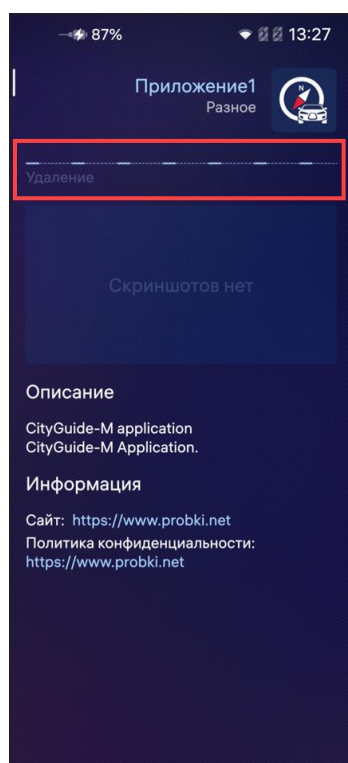 87%
13:27
Приложение1
Разное
N
Удаление
Скриншотов нет
Описание
CityGuide-M application
CityGuide-M Application.
Информация
Сайт: https://www.probki.net
Политика конфиденциальности:
https://www.probki.net